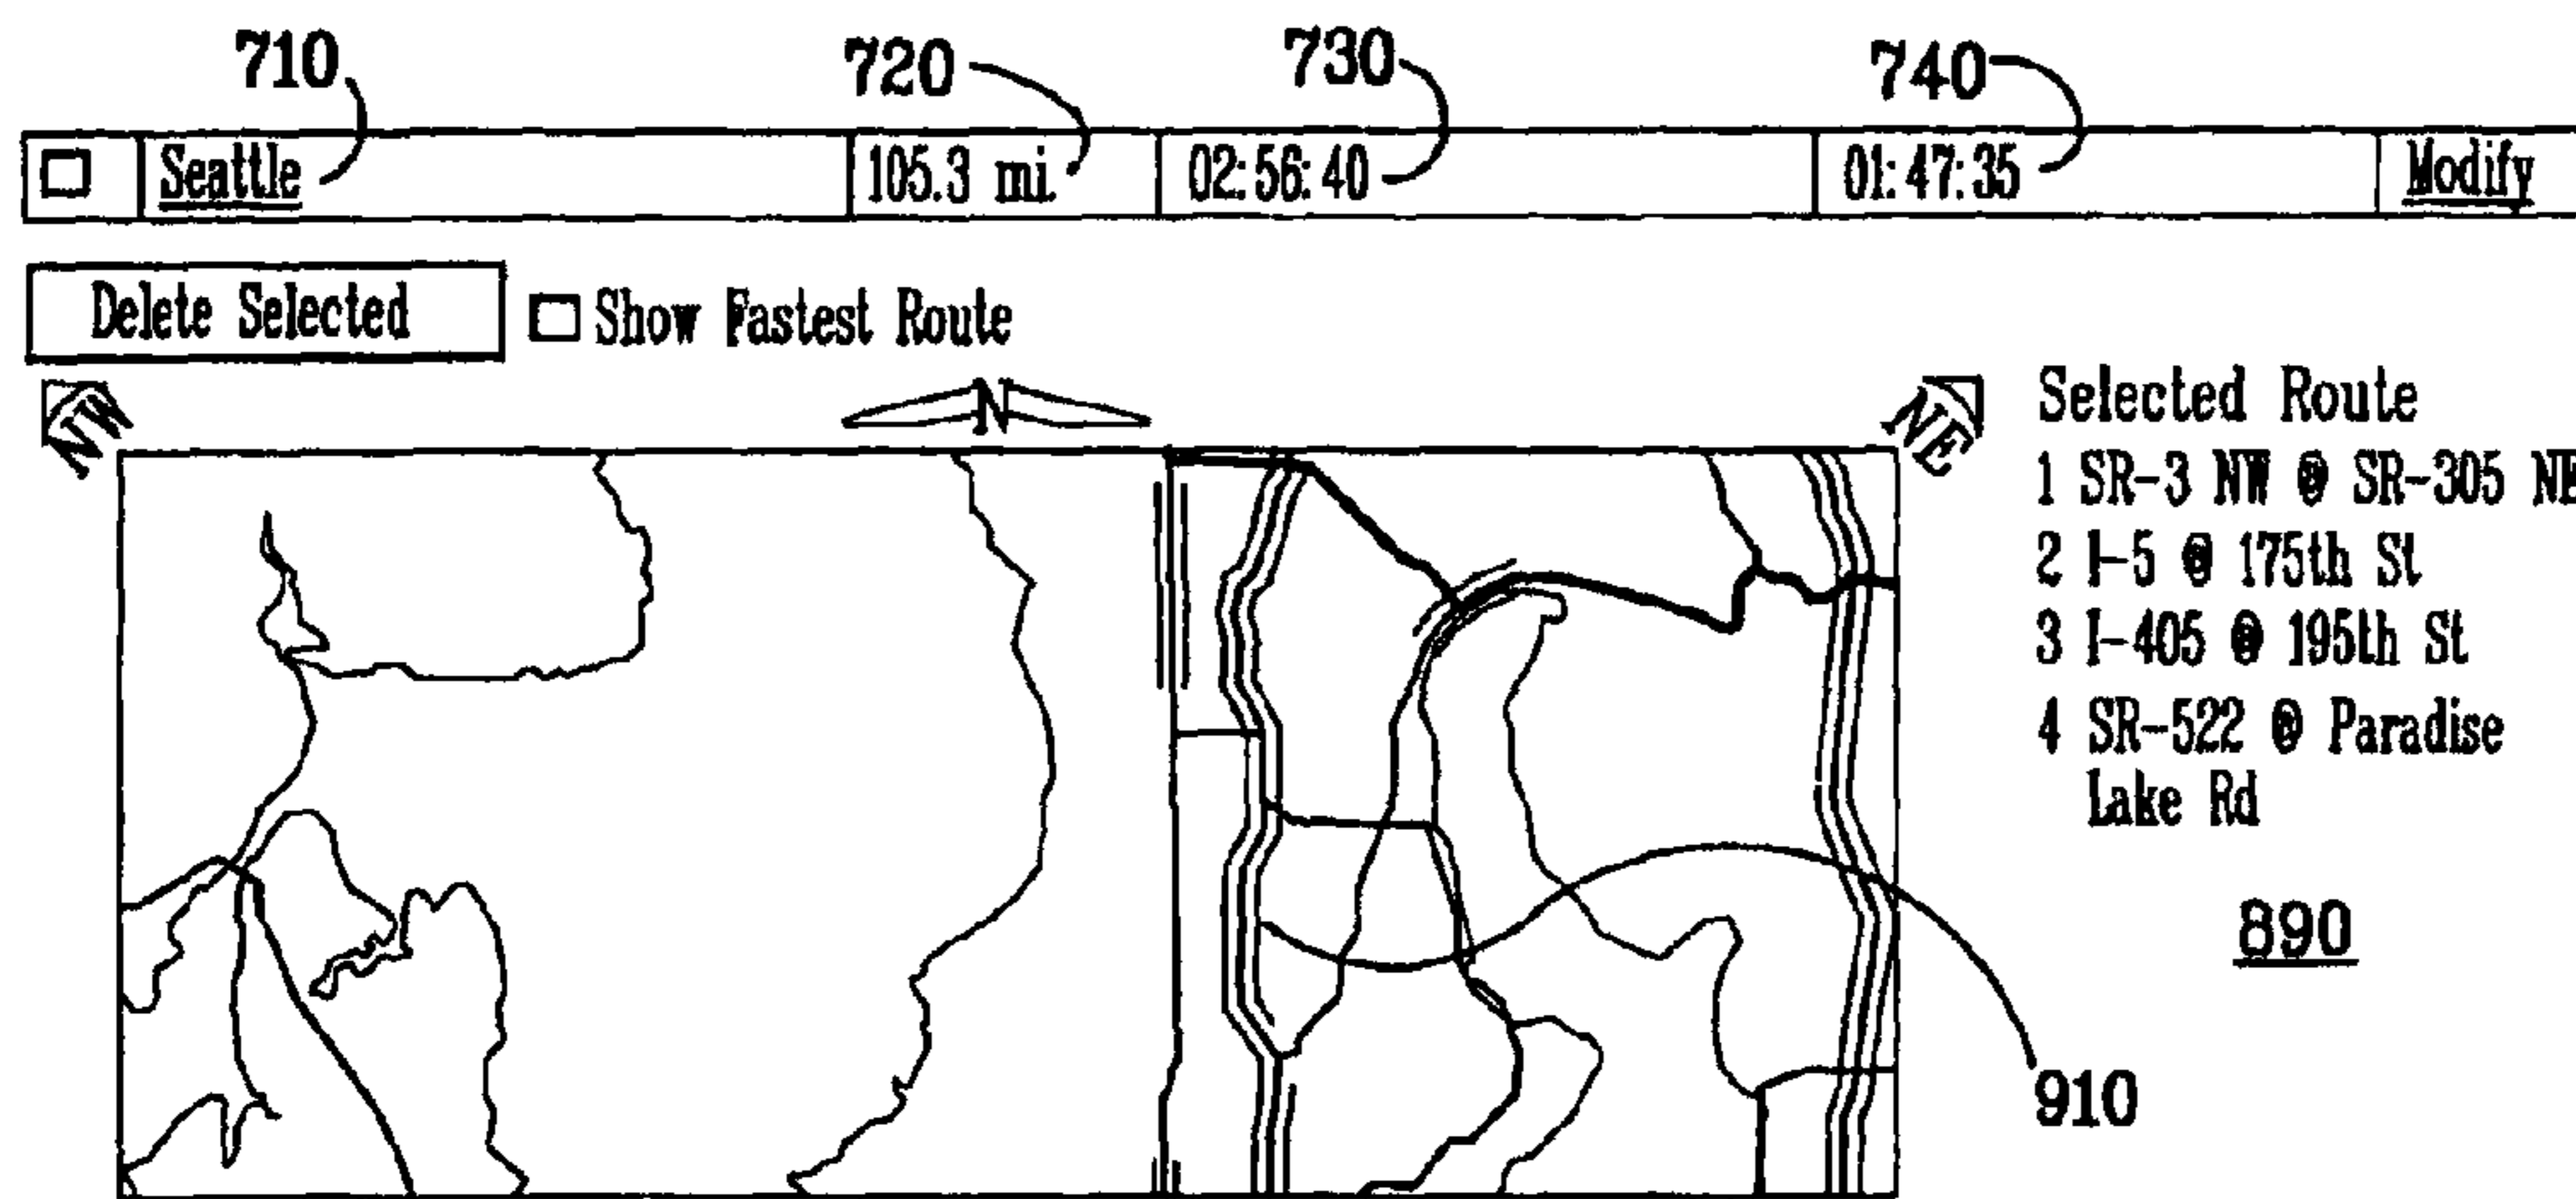 710 720 730 740
Seattle 105.3 mi. 02:56:40 01:47:35 Modify
Delete Selected Show Fastest Route
NW N NE
Selected Route
1 SR-3 NW @ SR-305 NE
2 I-5 @ 175th St
3 I-405 @ 195th St
4 SR-522 @ Paradise
Lake Rd
890
910